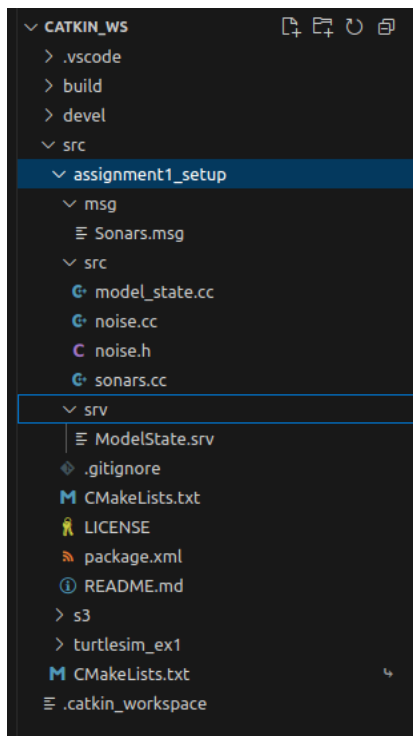 CATKIN_WS
.vscode
build
devel
src
assignment1_setup
msg
Sonars.msg
src
model_state.cc
noise.cc
C noise.h
sonars.cc
srv
ModelState.srv
.gitignore
M CMakeLists.txt
LICENSE
package.xml
README.md
s3
turtlesim_ex1
M CMakeLists.txt
.catkin_workspace